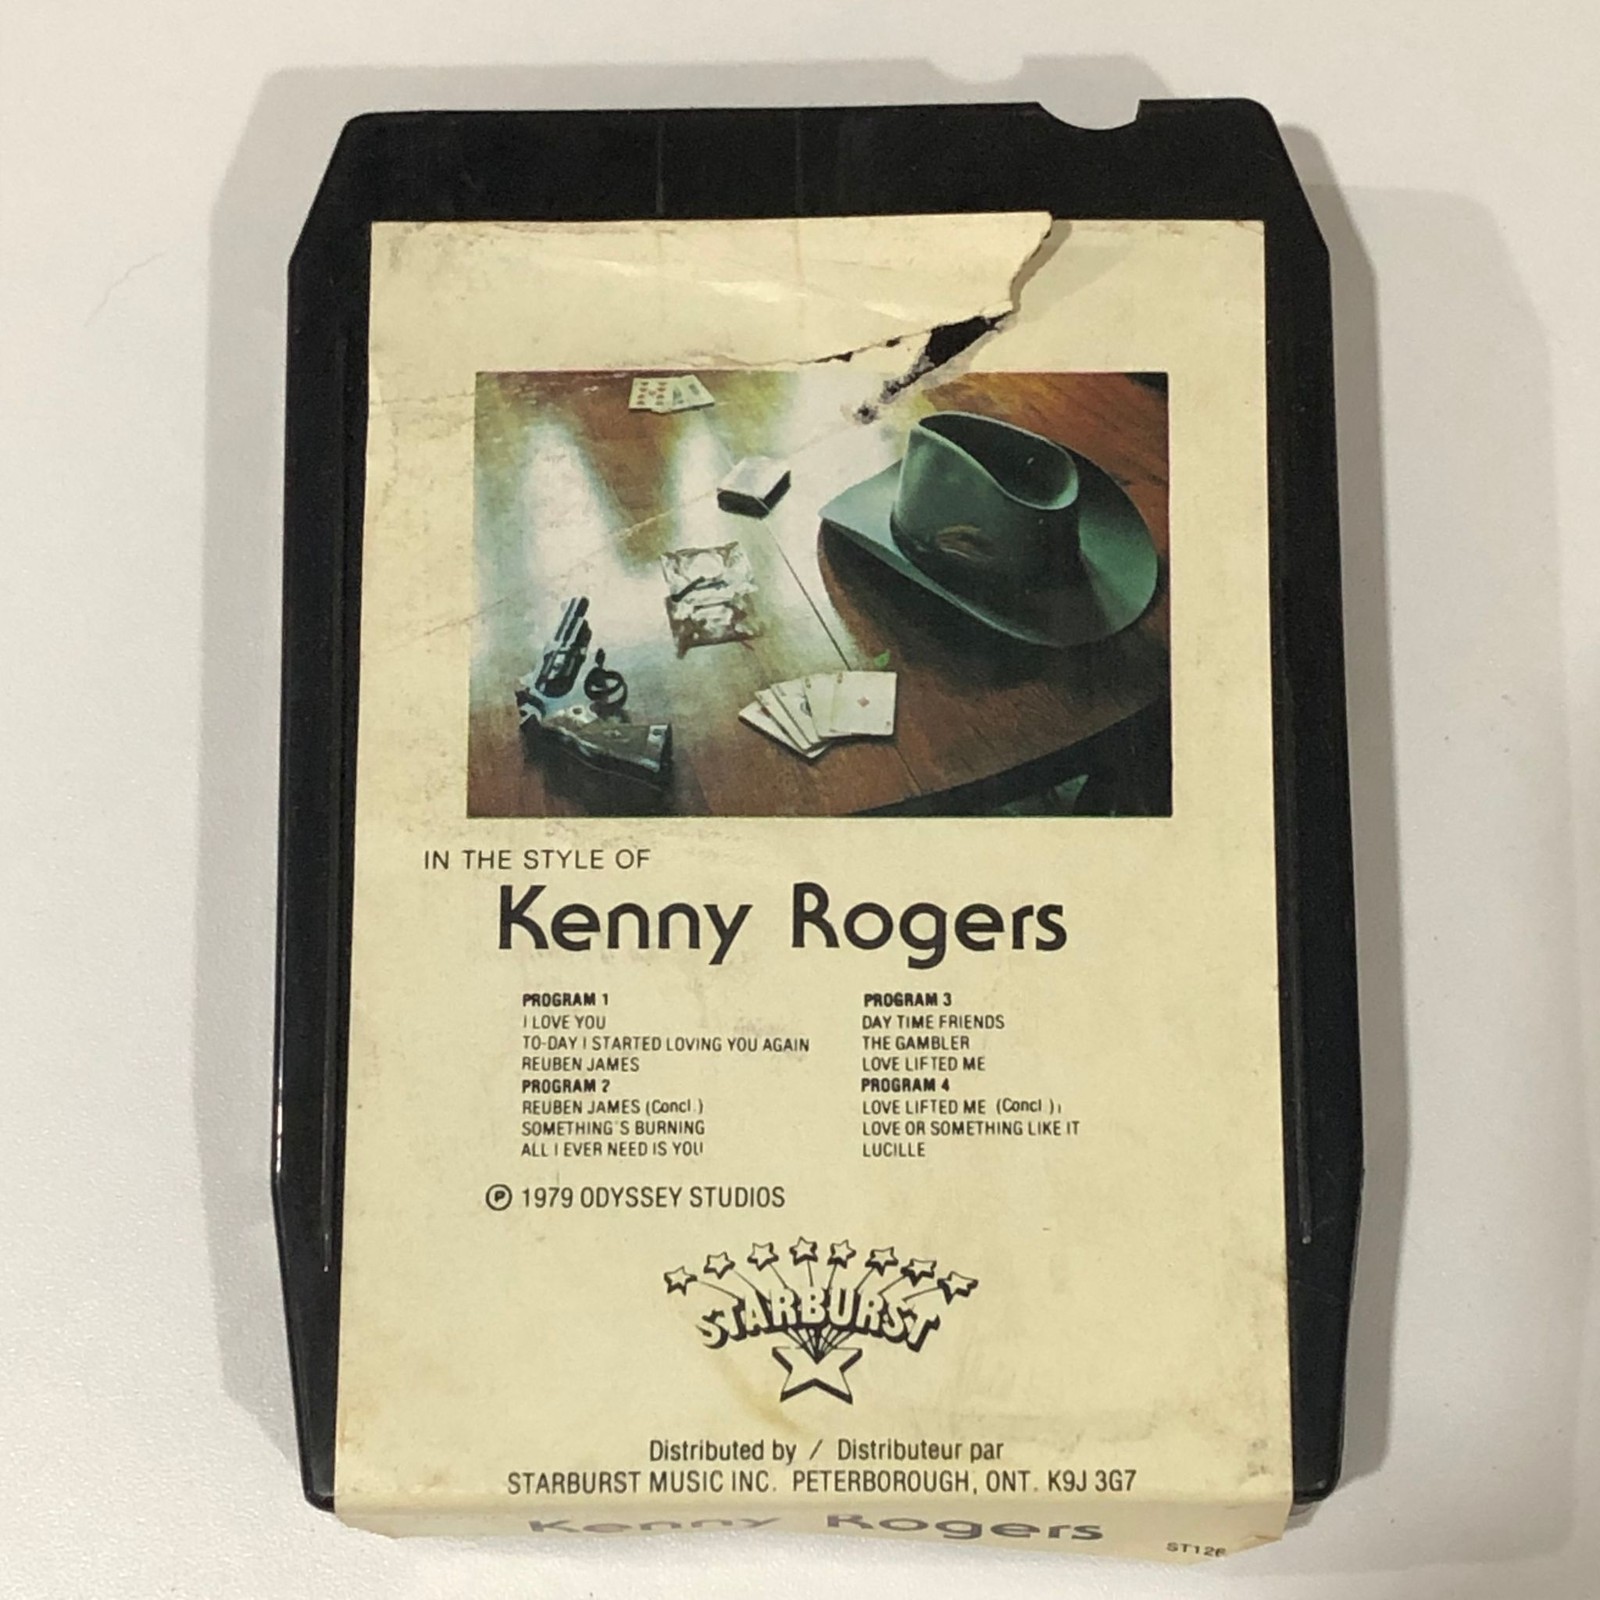 IN THE STYLE OF
Kenny Rogers
PROGRAM 1
I LOVE YOU
TO-DAY I STARTED LOVING YOU AGAIN
REUBEN JAMES
PROGRAM 2
REUBEN JAMES (Concl.)
SOMETHING'S BURNING
ALL I EVER NEED IS YOU
PROGRAM 3
DAY TIME FRIENDS
THE GAMBLER
LOVE LIFTED ME
PROGRAM 4
LOVE LIFTED ME (Concl.)
LOVE OR SOMETHING LIKE IT
LUCILLE
Ⓟ 1979 ODYSSEY STUDIOS
STARBURST
Distributed by / Distributeur par
STARBURST MUSIC INC. PETERBOROUGH, ONT. K9J 3G7
Kenny Rogers